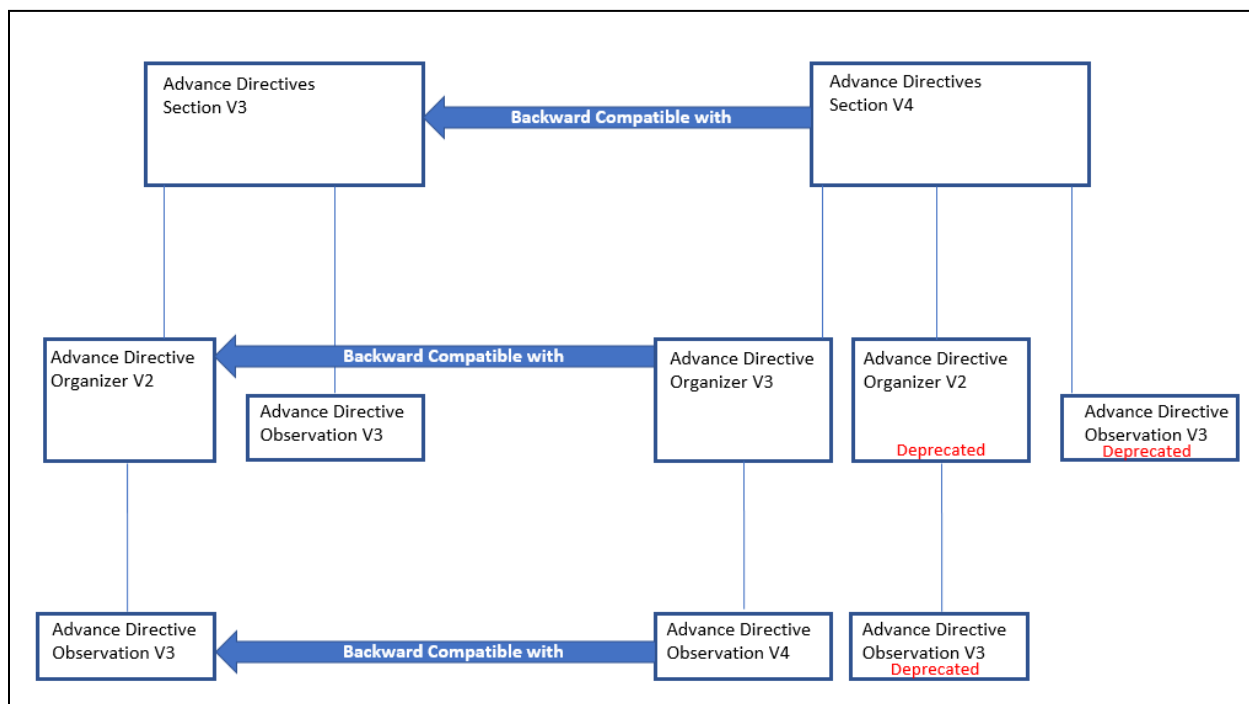 Advance Directives
Section V3
Backward Compatible with
Advance Directives
Section V4
Advance Directive
Organizer V2
Backward Compatible with
Advance Directive
Organizer V3
Advance Directive
Organizer V2
Deprecated
Advance Directive
Observation V3
Advance Directive
Observation V3
Deprecated
Advance Directive
Observation V3
Backward Compatible with
Advance Directive
Observation V4
Advance Directive
Observation V3
Deprecated